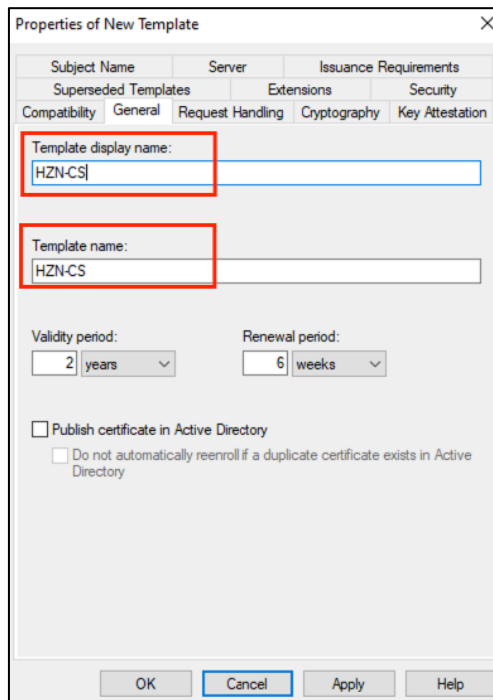 Properties of New Template
Subject Name Server Issuance Requirements
Superseded Templates Extensions Security
Compatibility General Request Handling Cryptography Key Attestation
Template display name:
HZN-CS
Template name:
HZN-CS
Validity period: Renewal period:
2 years 6 weeks
Publish certificate in Active Directory
Do not automatically reenroll if a duplicate certificate exists in Active
Directory
OK Cancel Apply Help